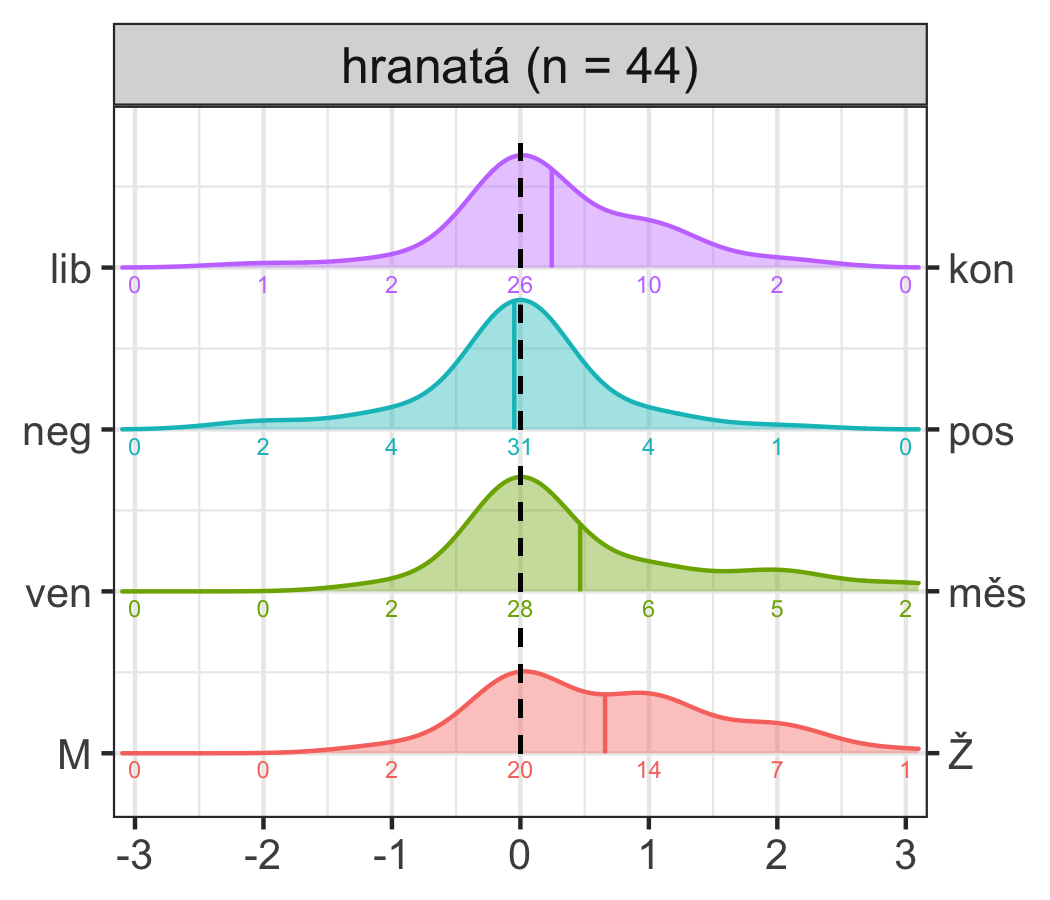 hranatá (n = 44)
lib kon
0 1 2 26 10 2 0
neg pos
0 2 4 31 4 1 0
ven měs
0 0 2 28 6 5 2
M Ž
0 0 2 20 14 7 1
-3 -2 -1 0 1 2 3